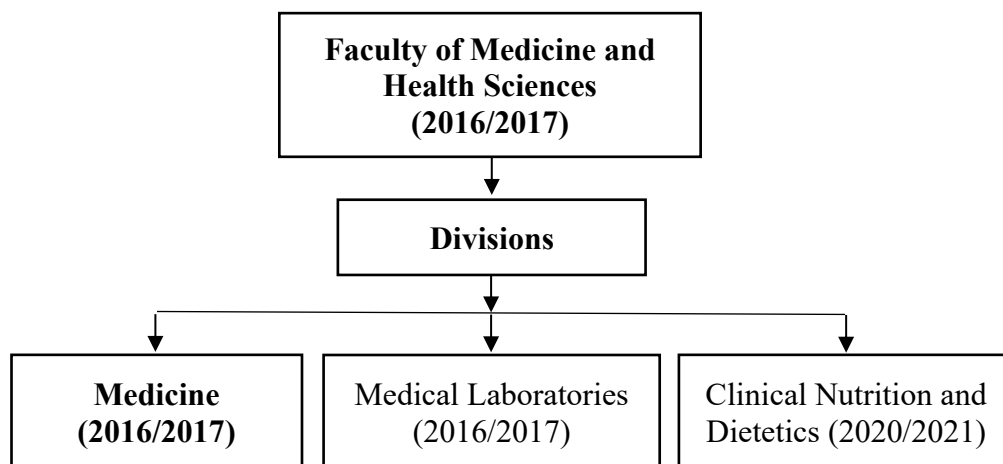 Faculty of Medicine and
Health Sciences
(2016/2017)
Divisions
Medicine
(2016/2017)
Medical Laboratories
(2016/2017)
Clinical Nutrition and
Dietetics (2020/2021)